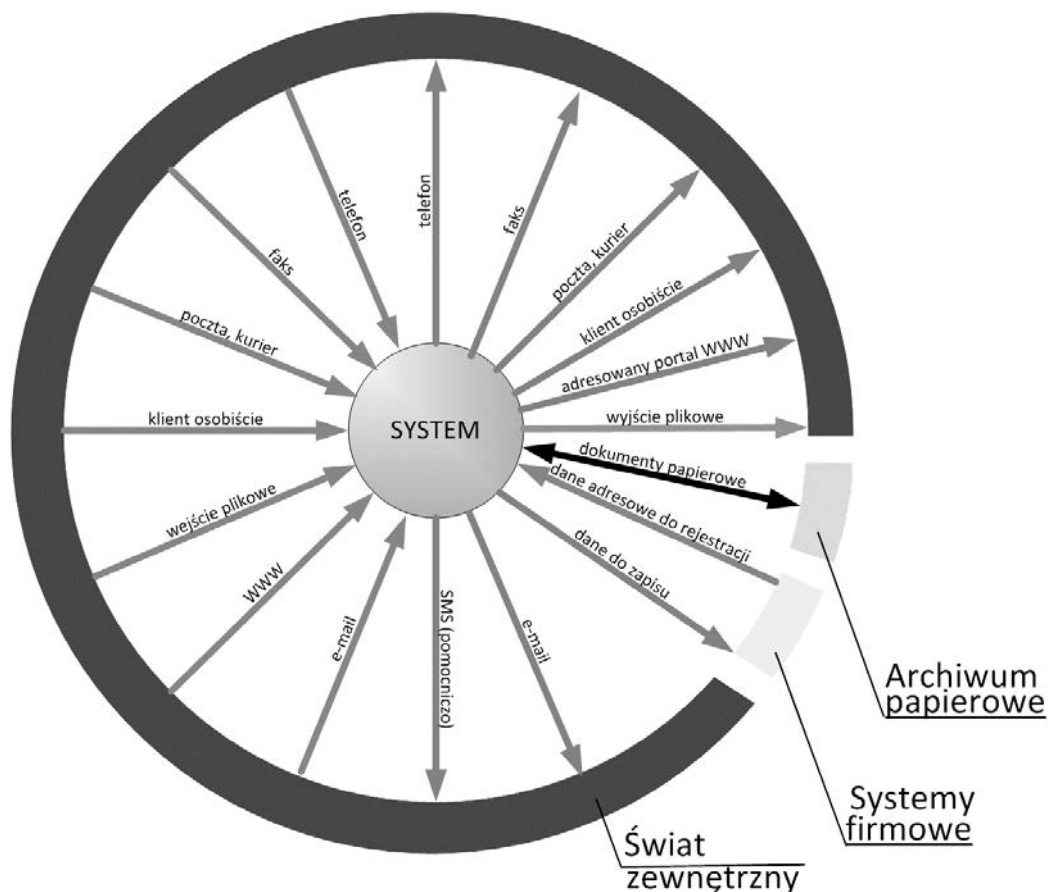 telefon
telefon
faks
faks
poczta, kurier
poczta, kurier
klient osobiście
klient osobiście
adresowany portal WWW
wyjście plikowe
SYSTEM
dokumenty papierowe
dane adresowe do rejestracji
dane do zapisu
wejście plikowe
WWW
e-mail
SMS (pomocniczo)
e-mail
Archiwum
papierowe
Systemy
firmowe
Świat
zewnętrzny